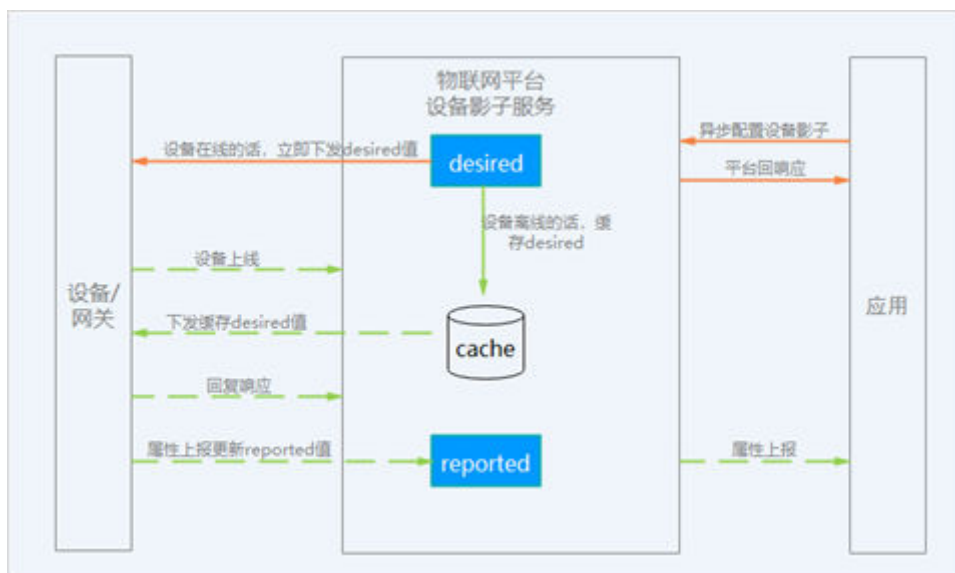 物联网平台
设备影子服务
异步配置设备影子
设备在线的话，立即下发desired值
desired
平台回响应
设备离线的话，缓
存desired
设备上线
设备/
网关
应用
下发缓存desired值
cache
回复响应
属性上报更新reported值
reported
属性上报